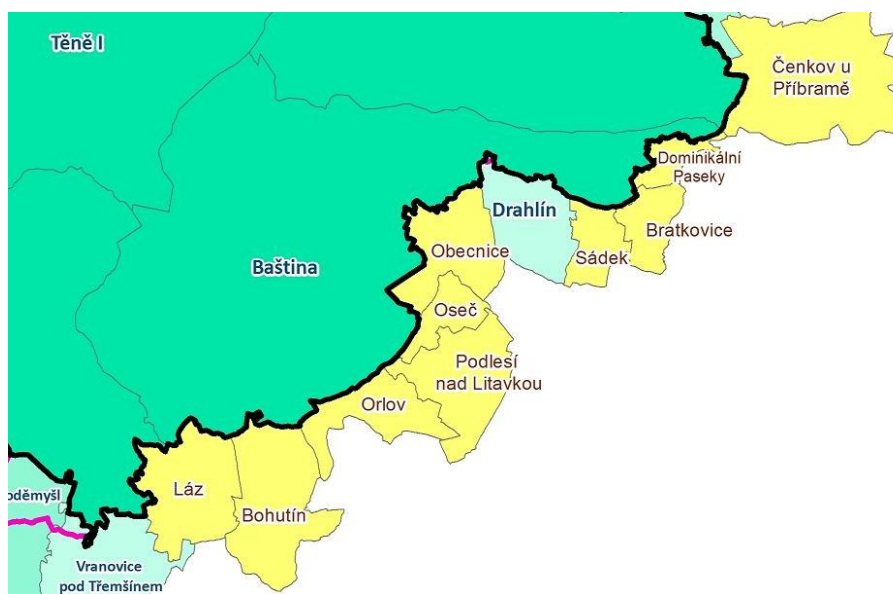 Těně I
Čenkov u
Příbramě
Dominikální
Paseky
Drahlín
Bratkovice
Obecnice
Sádek
Baština
Oseč
Podlesí
nad Litavkou
Orlov
Láz
oděmyšl
Bohutín
Vranovice
pod Třemšínem